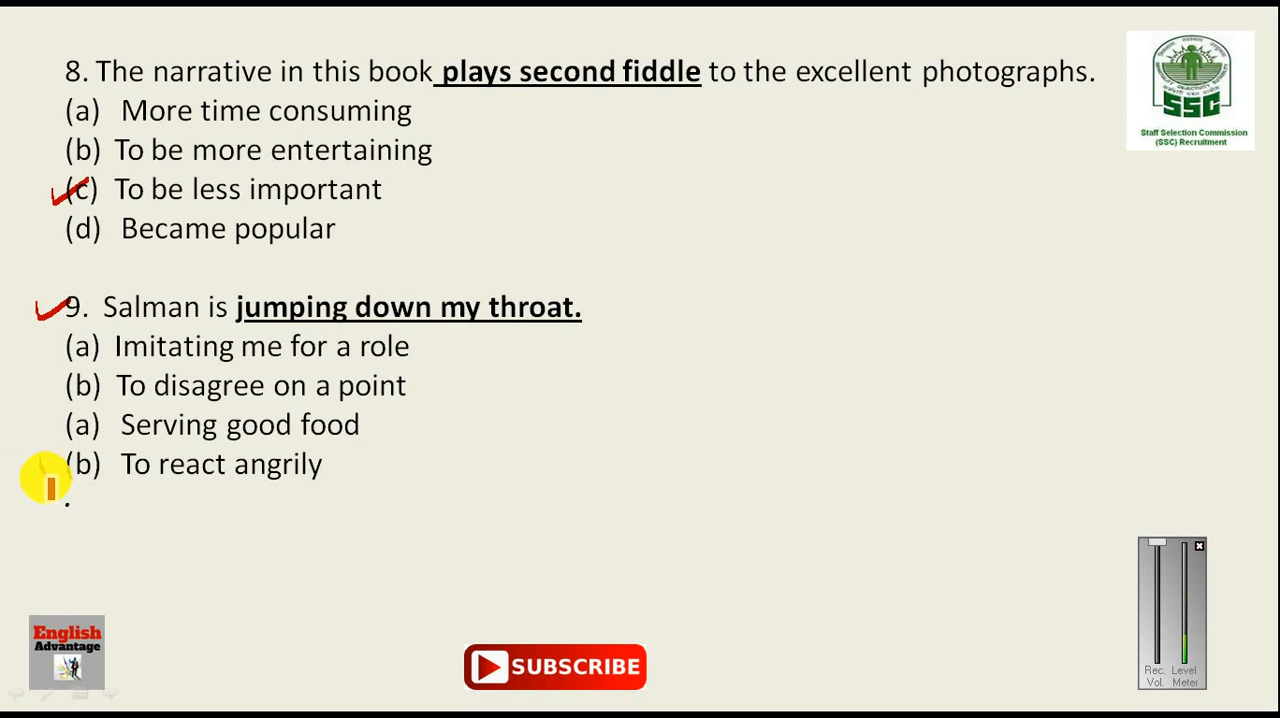 8. The narrative in this book plays second fiddle to the excellent photographs.
(a) More time consuming
(b) To be more entertaining
(c) To be less important
(d) Became popular
9. Salman is jumping down my throat.
(a) Imitating me for a role
(b) To disagree on a point
(a) Serving good food
(b) To react angrily
.
SSC
Staff Selection Commission
(SSC) Recruitment
English
Advantage
SUBSCRIBE
Rec. Level
Vol. Meter